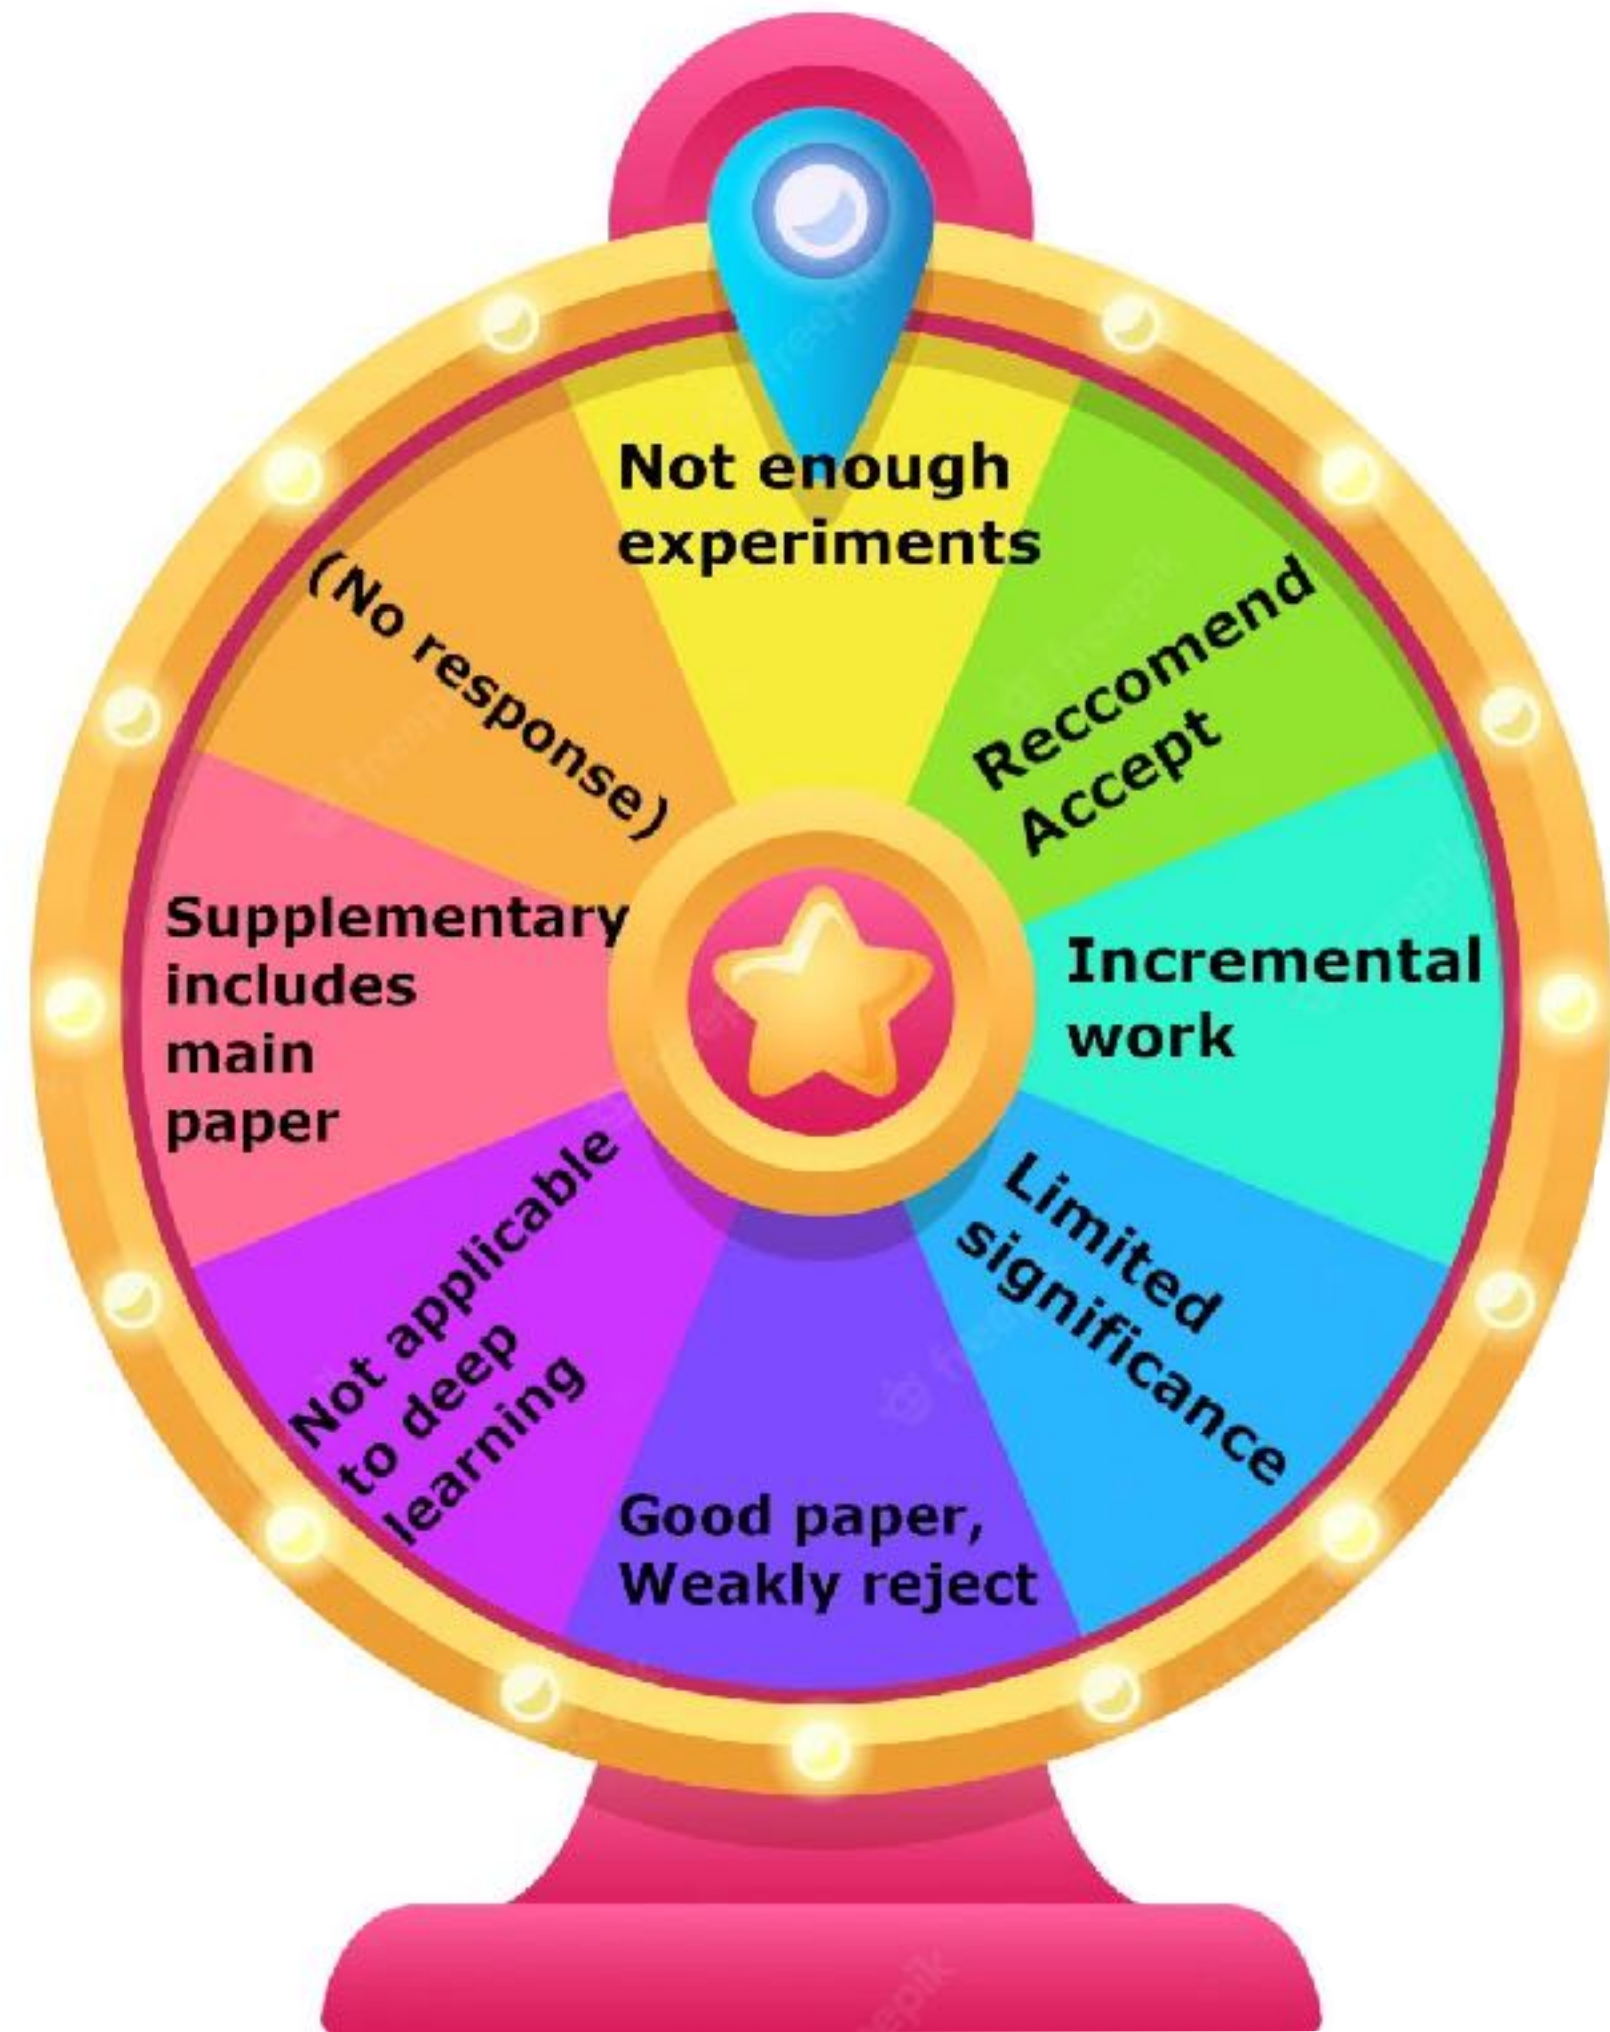 Not enough
experiments
Reccomend
Accept
Incremental
work
Limited
significance
Good paper,
Weakly reject
Not applicable
to deep
learning
Supplementary
includes
main
paper
(No response)
freepik